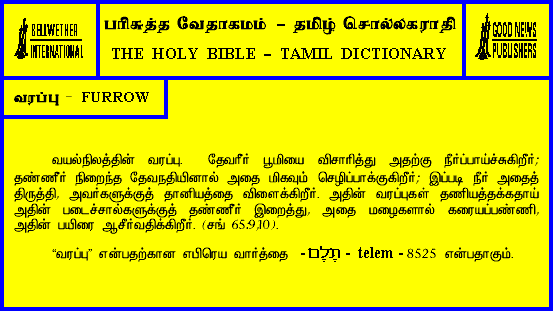 BELLWETHER
INTERNATIONAL
பரிசுத்த வேதாகமம் - தமிழ் சொல்லகராதி
THE HOLY BIBLE - TAMIL DICTIONARY
GOOD NEWS
PUBLISHERS
வரப்பு - FURROW
வயல்நிலத்தின் வரப்பு. தேவரீர் பூமியை விசாரித்து அதற்கு நீர்ப்பாய்ச்சுகிறீர்;
தண்ணீர் நிறைந்த தேவநதியினால் அதை மிகவும் செழிப்பாக்குகிறீர்; இப்படி நீர் அதைத்
திருத்தி, அவர்களுக்குத் தானியத்தை விளைக்கிறீர். அதின் வரப்புகள் தணியத்தக்கதாய்
அதின் படைச்சால்களுக்குத் தண்ணீர் இறைத்து, அதை மழைகளால் கரையப்பண்ணி,
அதின் பயிரை ஆசீர்வதிக்கிறீர். (சங் 65:9,10).
"வரப்பு" என்பதற்கான எபிரெய வார்த்தை - תֶּלֶם - telem - 8525 என்பதாகும்.